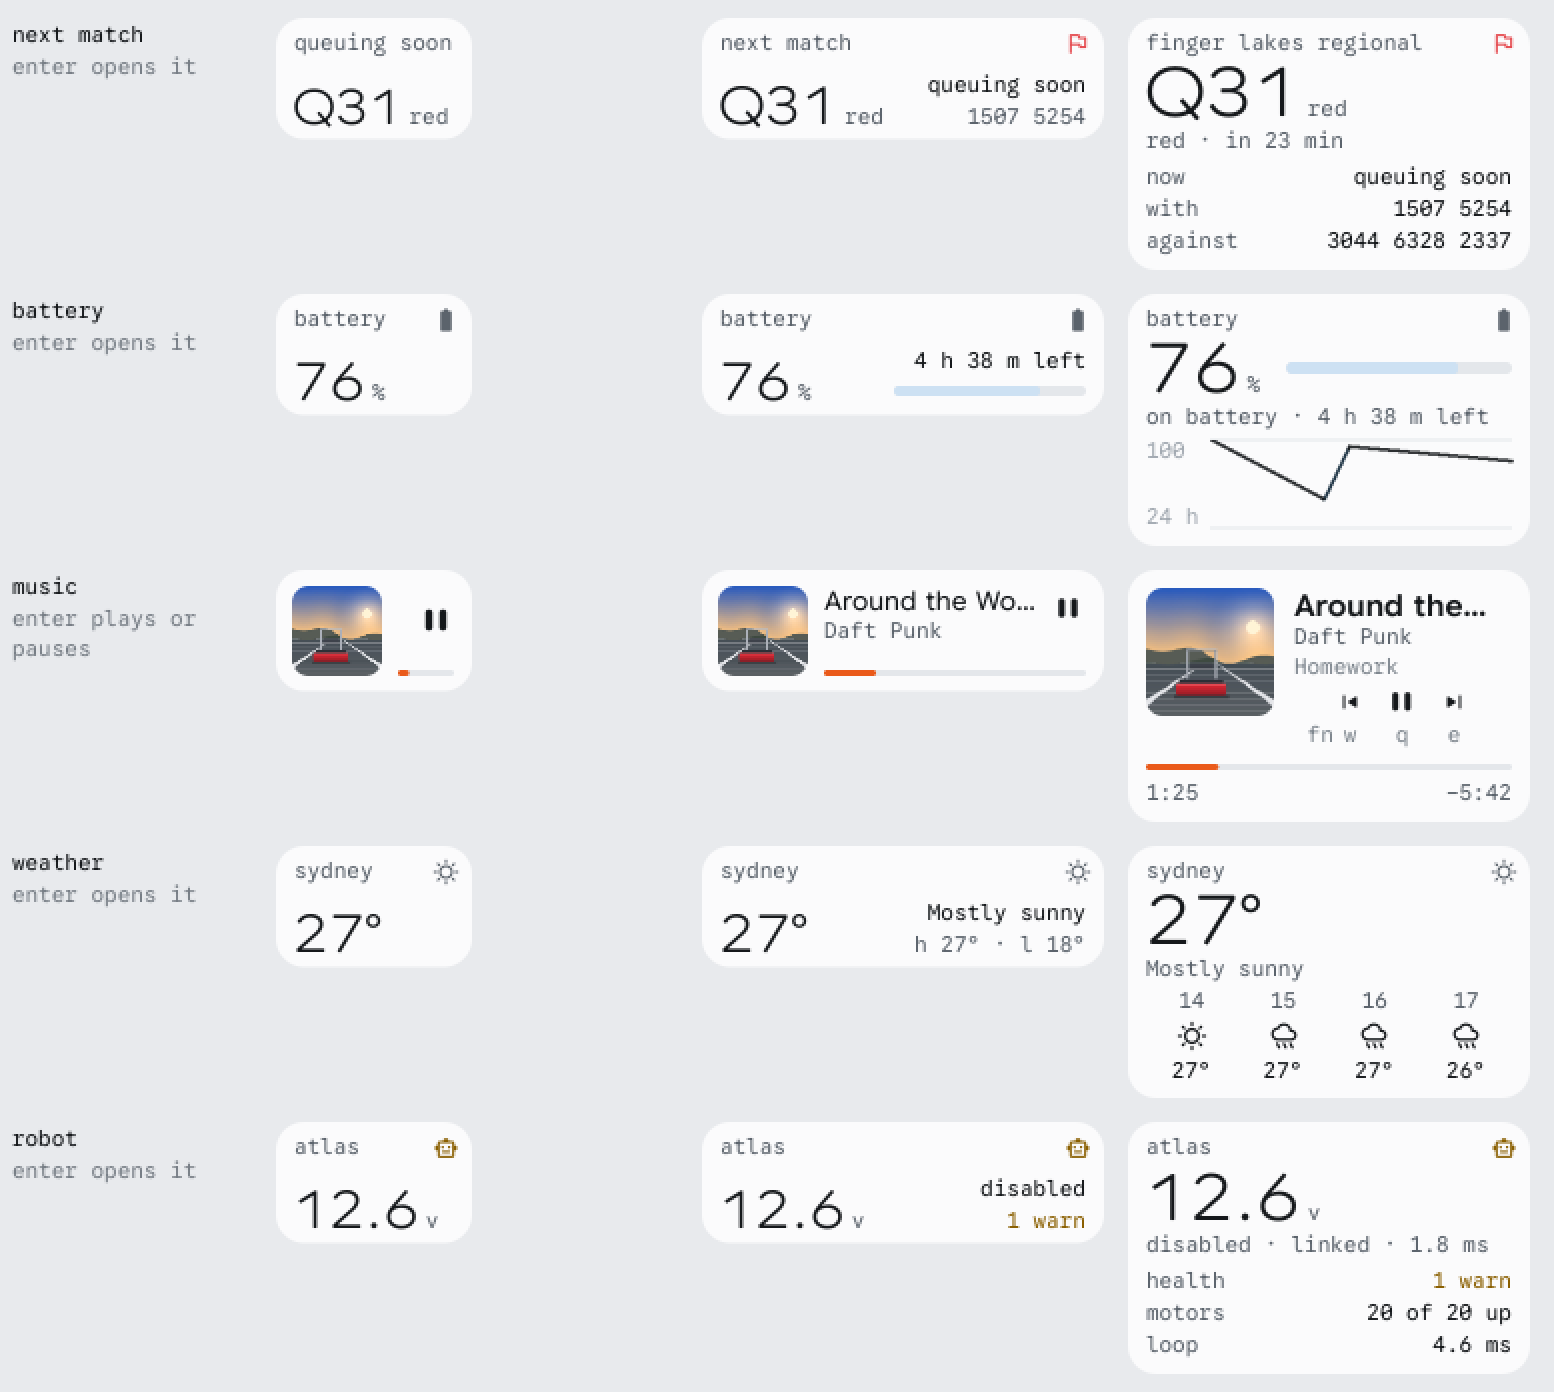 next match
enter opens it
queuing soon
Q31 red
next match
queuing soon
Q31 red
1507 5254
finger lakes regional
Q31 red
red · in 23 min
now queuing soon
with 1507 5254
against 3044 6328 2337
battery
enter opens it
battery
76 %
battery
4 h 38 m left
76 %
battery
76 %
on battery · 4 h 38 m left
100
24 h
music
enter plays or
pauses
Around the Wo...
Daft Punk
Around the...
Daft Punk
Homework
fn w q e
1:25 −5:42
weather
enter opens it
sydney
27°
sydney
Mostly sunny
27°
h 27° · l 18°
sydney
27°
Mostly sunny
14 15 16 17
27° 27° 27° 26°
robot
enter opens it
atlas
12.6 v
atlas
disabled
12.6 v
1 warn
atlas
12.6 v
disabled · linked · 1.8 ms
health 1 warn
motors 20 of 20 up
loop 4.6 ms